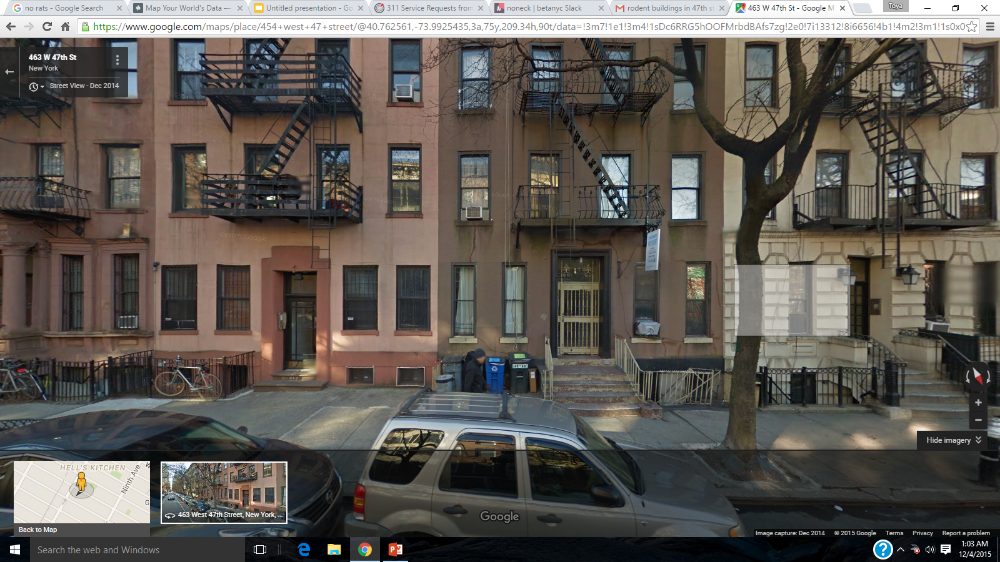 no rats - Google Search
Map Your World's Data —
Untitled presentation - Go
311 Service Requests from
noneck | betanyc Slack
rodent buildings in 47th st
463 W 47th St - Google M
Toya
https://www.google.com/maps/place/454+west+47+street/@40.762561,-73.9925435,3a,75y,209.34h,90t/data=!3m7!1e1!3m4!1sDc6RRG5hOOFMrbdBAfs7zg!2e0!7i13312!8i6656!4b1!4m2!3m1!1s0x0
463 W 47th St
New York
Street View - Dec 2014
Hide imagery
HELL'S KITCHEN
Ninth Ave
Back to Map
463 West 47th Street, New York, ...
Google
Image capture: Dec 2014 © 2015 Google Terms Privacy Report a problem
Search the web and Windows
1:03 AM
12/4/2015